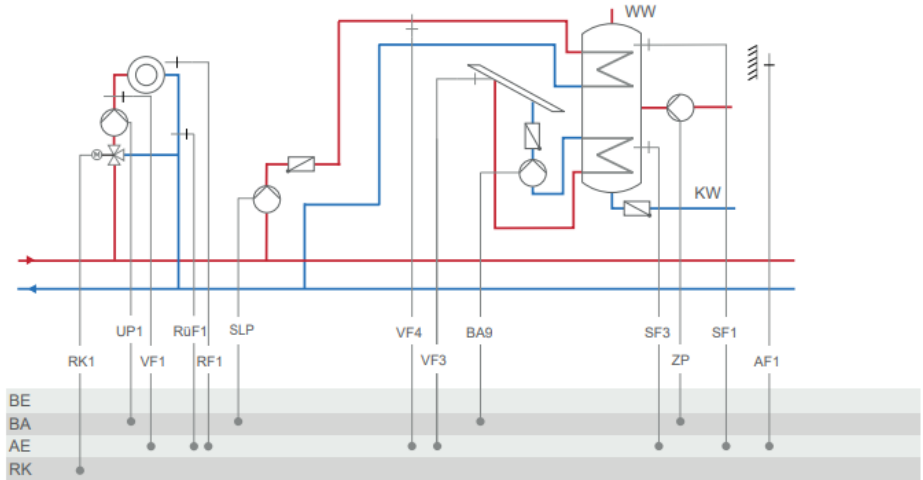 WW
KW
UP1 RüF1 SLP VF4 BA9 SF3 SF1
RK1 VF1 RF1 VF3 ZP AF1
BE
BA
AE
RK